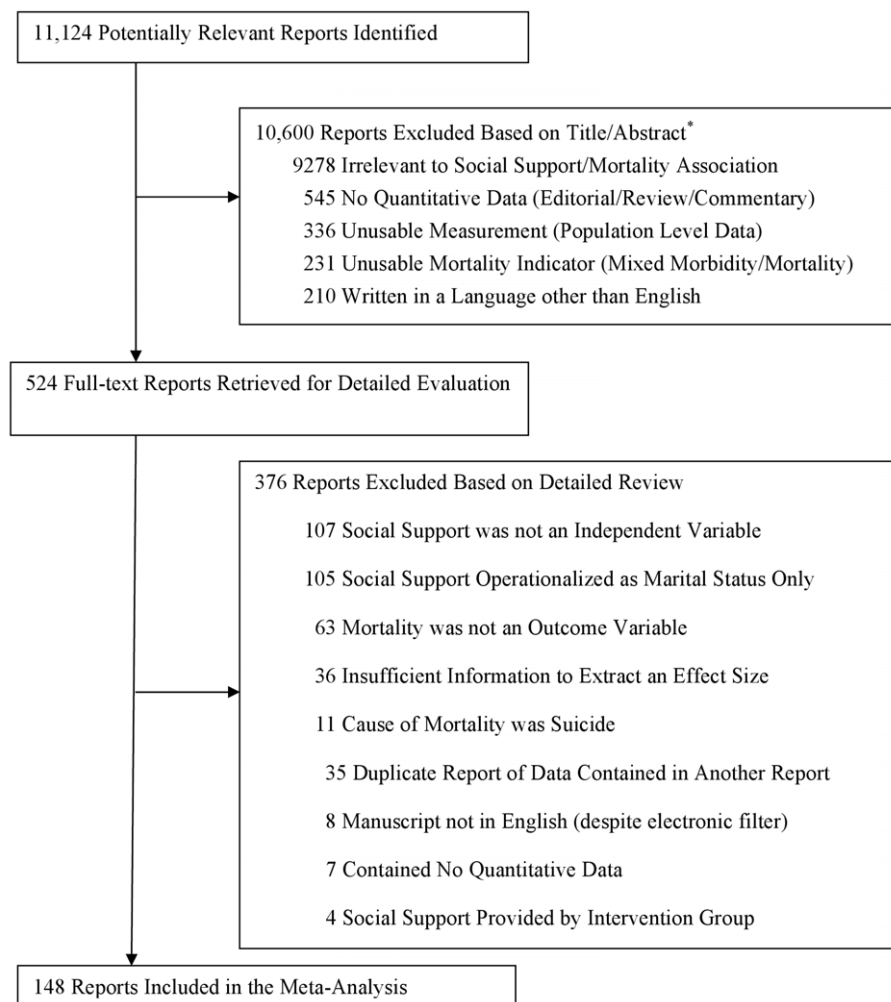 11,124 Potentially Relevant Reports Identified
10,600 Reports Excluded Based on Title/Abstract*
9278 Irrelevant to Social Support/Mortality Association
545 No Quantitative Data (Editorial/Review/Commentary)
336 Unusable Measurement (Population Level Data)
231 Unusable Mortality Indicator (Mixed Morbidity/Mortality)
210 Written in a Language other than English
524 Full-text Reports Retrieved for Detailed Evaluation
376 Reports Excluded Based on Detailed Review
107 Social Support was not an Independent Variable
105 Social Support Operationalized as Marital Status Only
63 Mortality was not an Outcome Variable
36 Insufficient Information to Extract an Effect Size
11 Cause of Mortality was Suicide
35 Duplicate Report of Data Contained in Another Report
8 Manuscript not in English (despite electronic filter)
7 Contained No Quantitative Data
4 Social Support Provided by Intervention Group
148 Reports Included in the Meta-Analysis